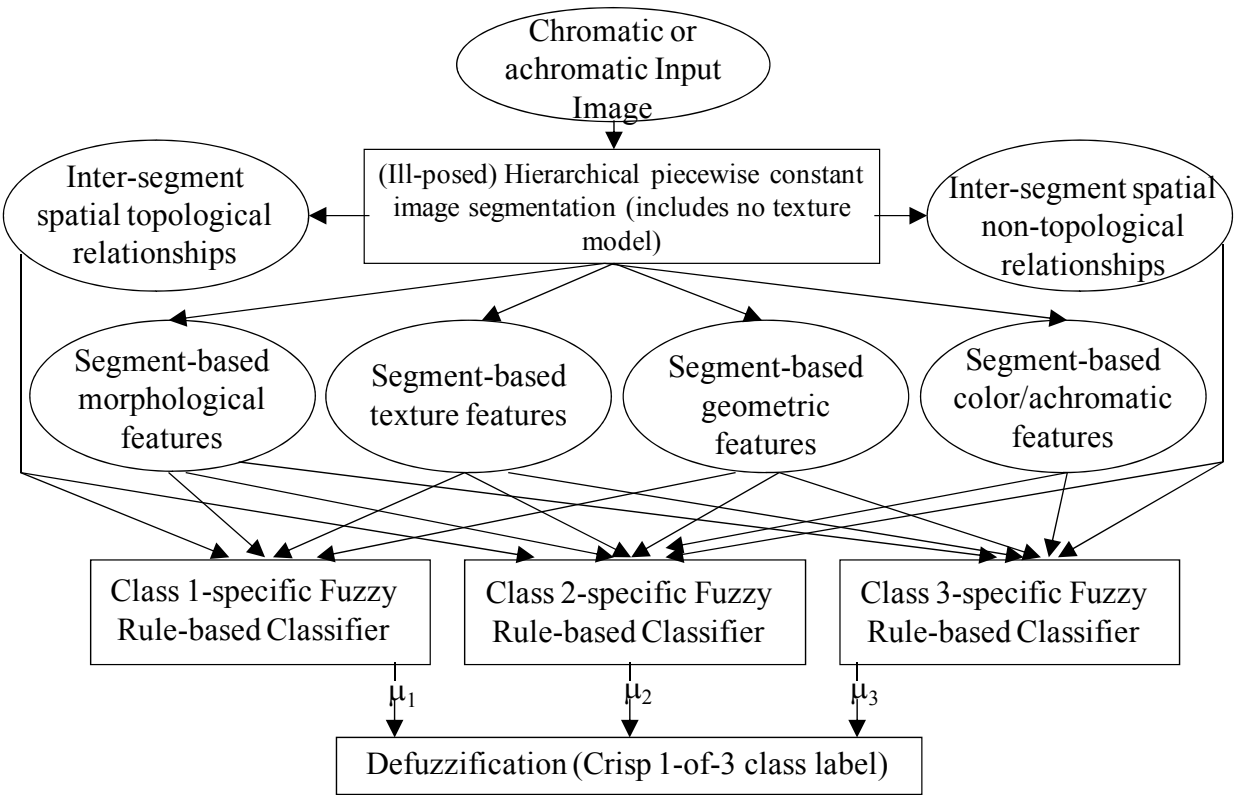 Chromatic or
achromatic Input
Image
Inter-segment
spatial topological
relationships
(Ill-posed) Hierarchical piecewise constant
image segmentation (includes no texture
model)
Inter-segment spatial
non-topological
relationships
Segment-based
morphological
features
Segment-based
texture features
Segment-based
geometric
features
Segment-based
color/achromatic
features
Class 1-specific Fuzzy
Rule-based Classifier
Class 2-specific Fuzzy
Rule-based Classifier
Class 3-specific Fuzzy
Rule-based Classifier
μ1
μ2
μ3
Defuzzification (Crisp 1-of-3 class label)